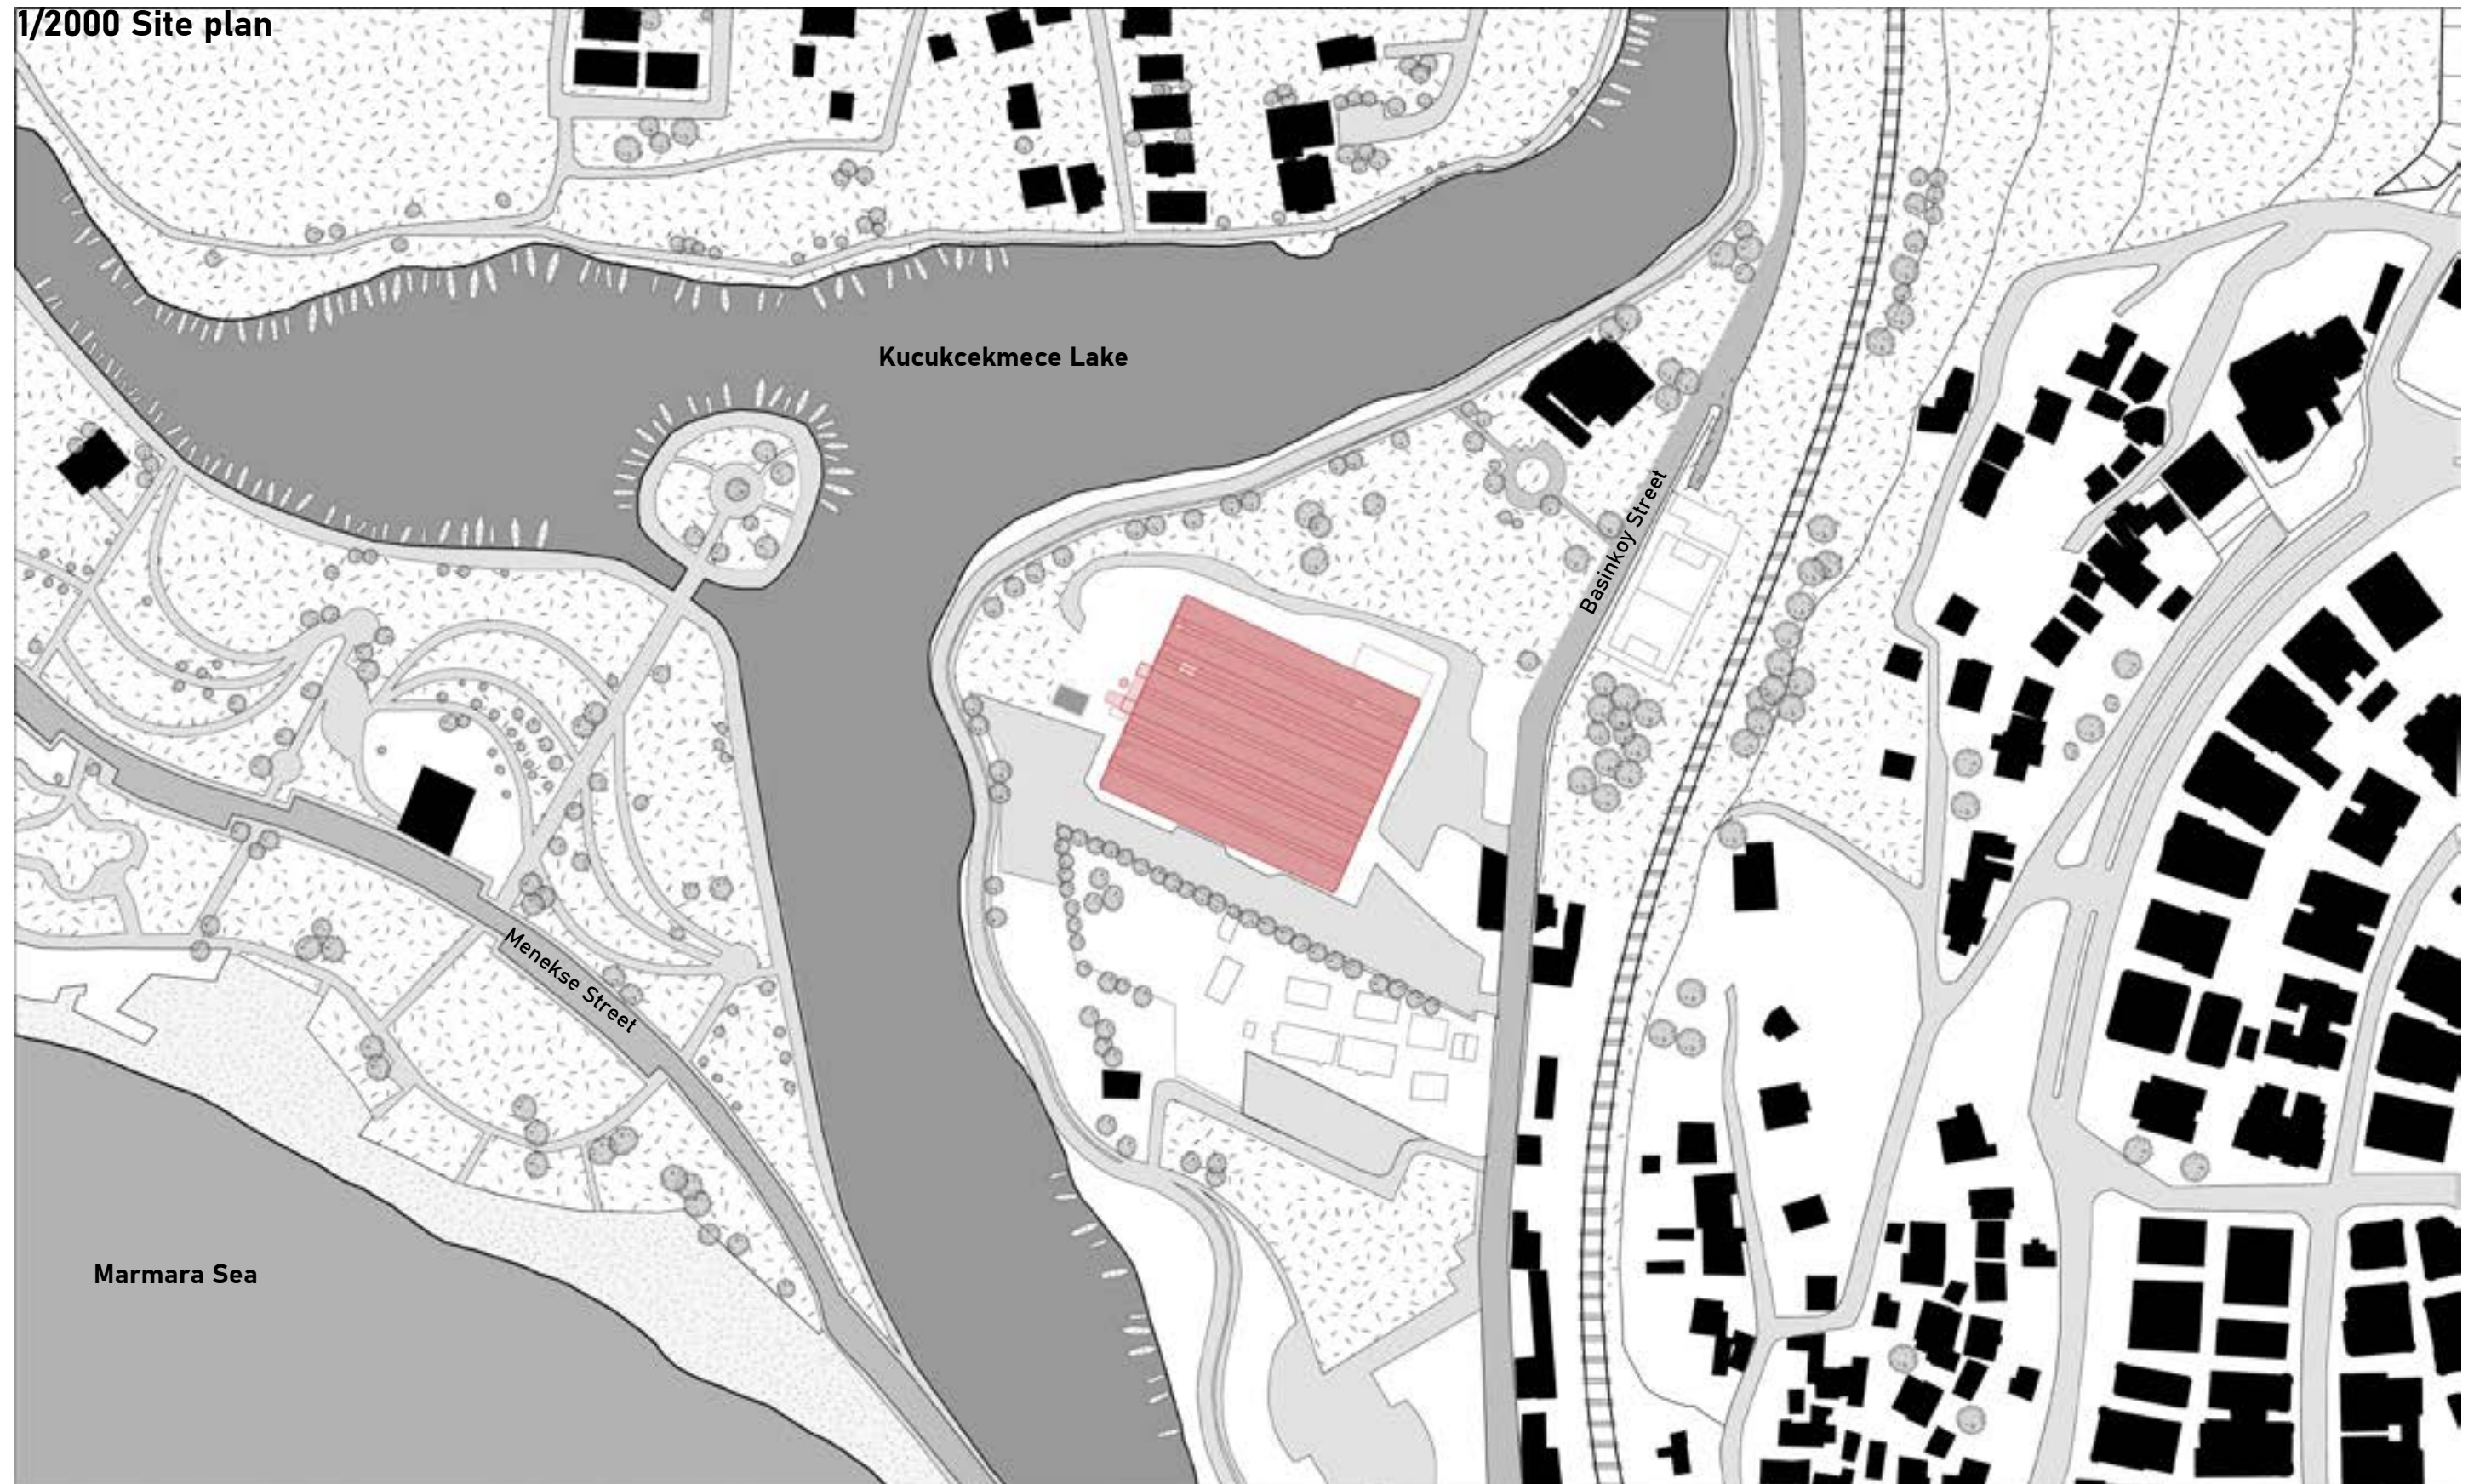 1/2000 Site plan
Kucukcekmece Lake
Basinkoy Street
Menekse Street
Marmara Sea